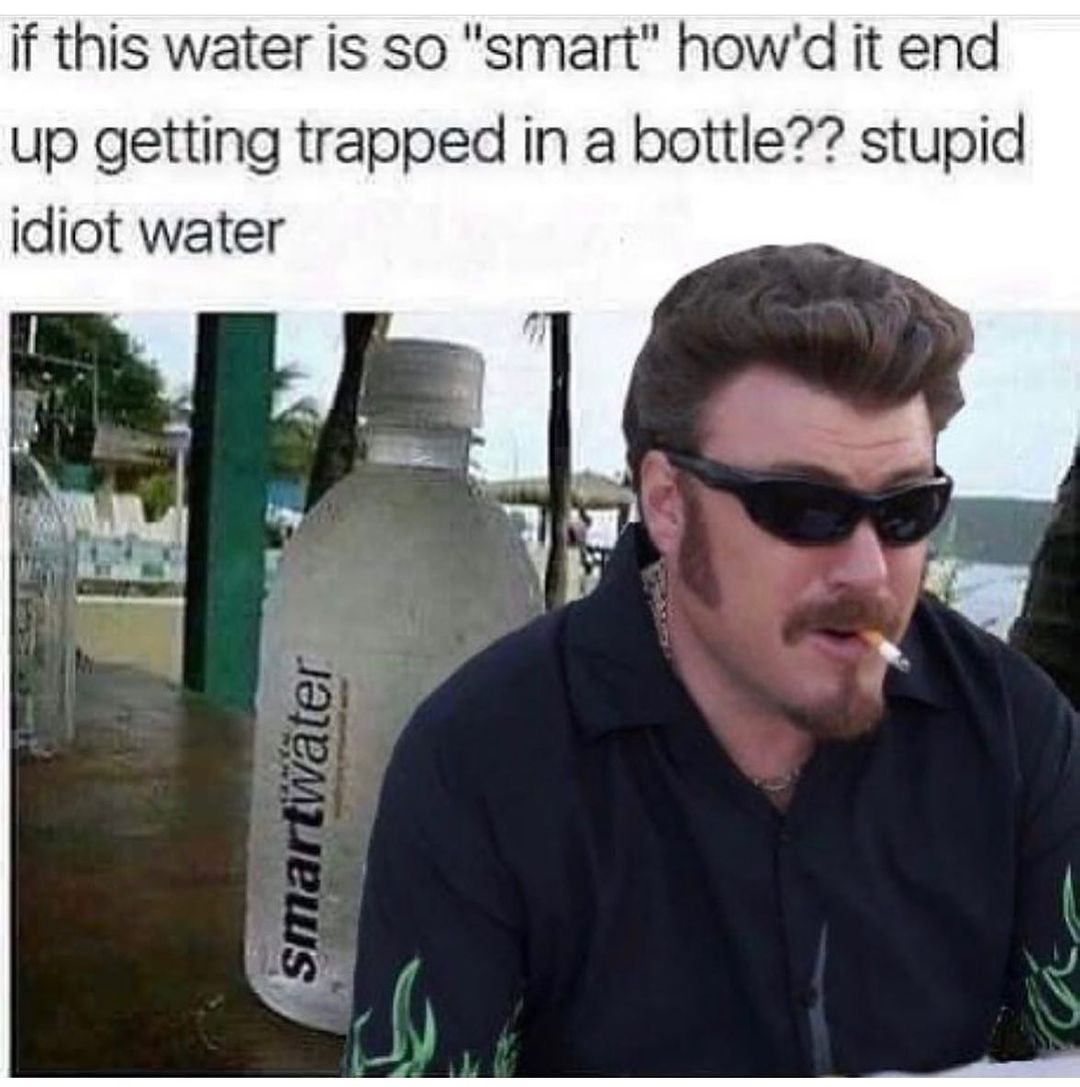 if this water is so "smart" how'd it end
up getting trapped in a bottle?? stupid
idiot water
smartwater